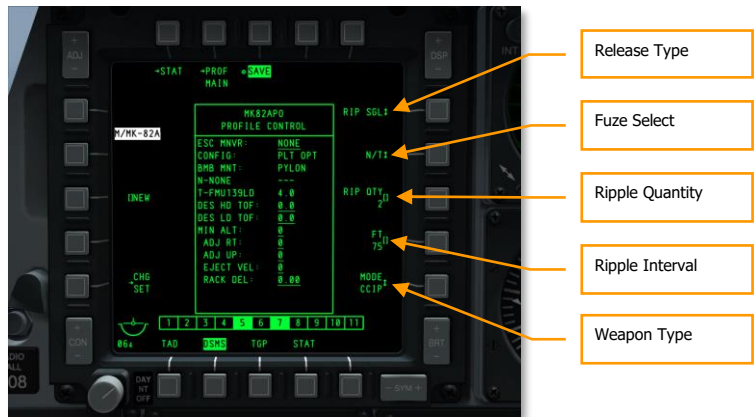 ADJ
DSP
INT
→STAT →PROF MAIN SAVE
M/MK-82A
MK82APO
PROFILE CONTROL
RIP SGL
ESC MNVR: NONE
CONFIG: PLT OPT
N/T
BMB MNT: PYLON
N-NONE ---
T-FMU139LD 4.0
NEW
RIP QTY
2
DES HD TOF: 0.0
DES LD TOF: 0.0
MIN ALT: 0
ADJ RT: 0
FT
75
ADJ UP: 0
EJECT VEL: 0
RACK DEL: 0.00
CHG
SET
MODE
CCIP
1 2 3 4 5 6 7 8 9 10 11
CON
BRT
TAD DSMS TGP STAT
DAY
NT
OFF
- SYM +
08
Release Type
Fuze Select
Ripple Quantity
Ripple Interval
Weapon Type